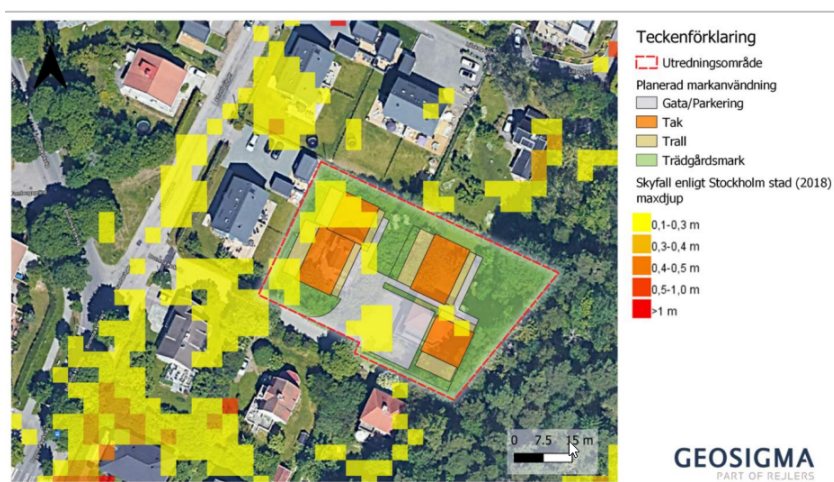 Teckenförklaring
Utredningsområde
Planerad markanvändning
Gata/Parkering
Tak
Trall
Trädgårdsmark
Skyfall enligt Stockholm stad (2018)
maxdjup
0,1-0,3 m
0,3-0,4 m
0,4-0,5 m
0,5-1,0 m
>1 m
0 7.5 15 m
GEOSIGMA
PART OF REJLERS